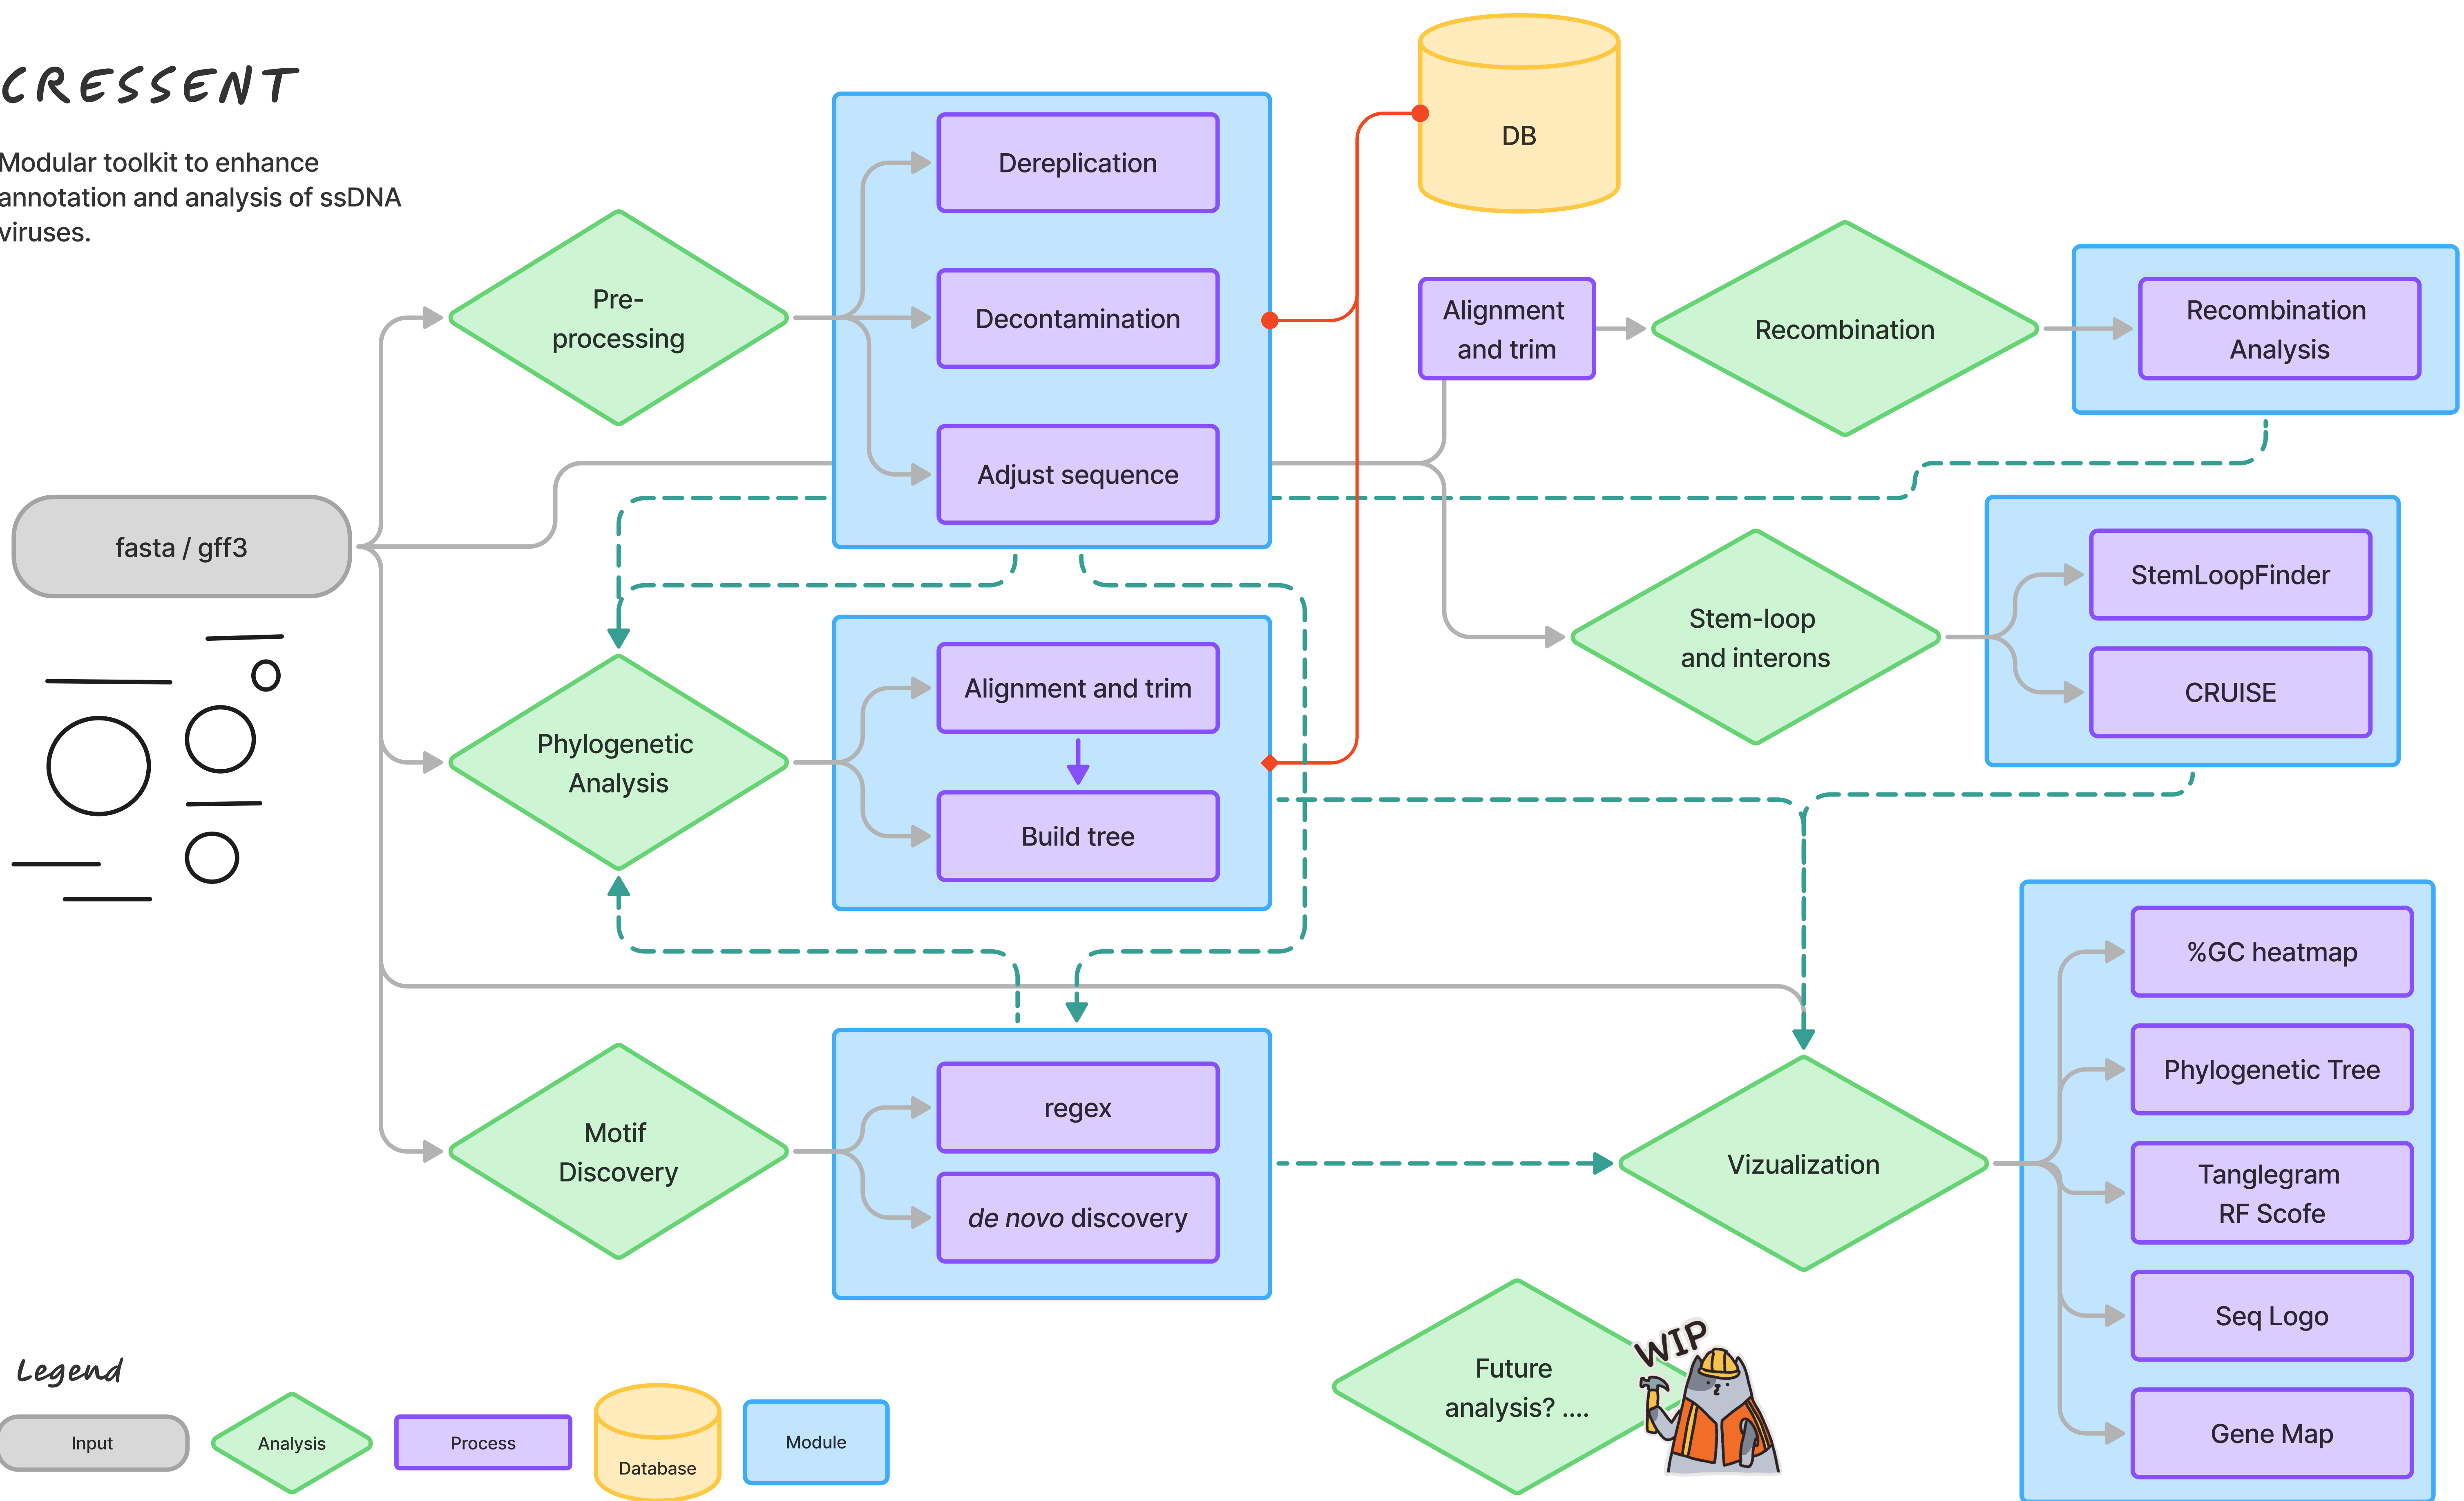 CRESSENT
Modular toolkit to enhance
annotation and analysis of ssDNA
viruses.
fasta / gff3
Pre-
processing
Dereplication
Decontamination
Adjust sequence
DB
Alignment
and trim
Recombination
Recombination
Analysis
Stem-loop
and interons
StemLoopFinder
CRUISE
Phylogenetic
Analysis
Alignment and trim
Build tree
Motif
Discovery
regex
de novo discovery
Vizualization
%GC heatmap
Phylogenetic Tree
Tanglegram
RF Scofe
Seq Logo
Gene Map
Future
analysis? ....
WIP
Legend
Input
Analysis
Process
Database
Module